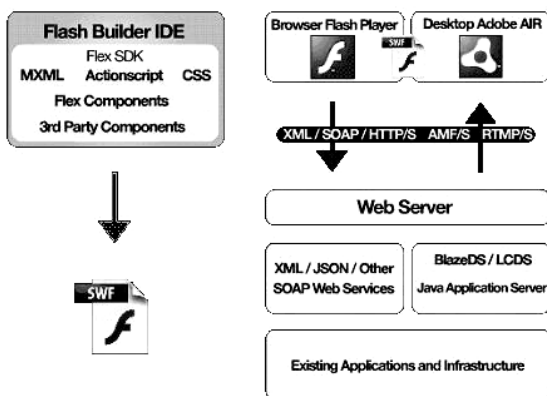 Flash Builder IDE
Flex SDK
MXML Actionscript CSS
Flex Components
3rd Party Components
SWF
Browser Flash Player
Desktop Adobe AIR
SWF
XML / SOAP / HTTP/S AMF/S RTMP/S
Web Server
XML / JSON / Other
SOAP Web Services
BlazeDS / LCDS
Java Application Server
Existing Applications and Infrastructure